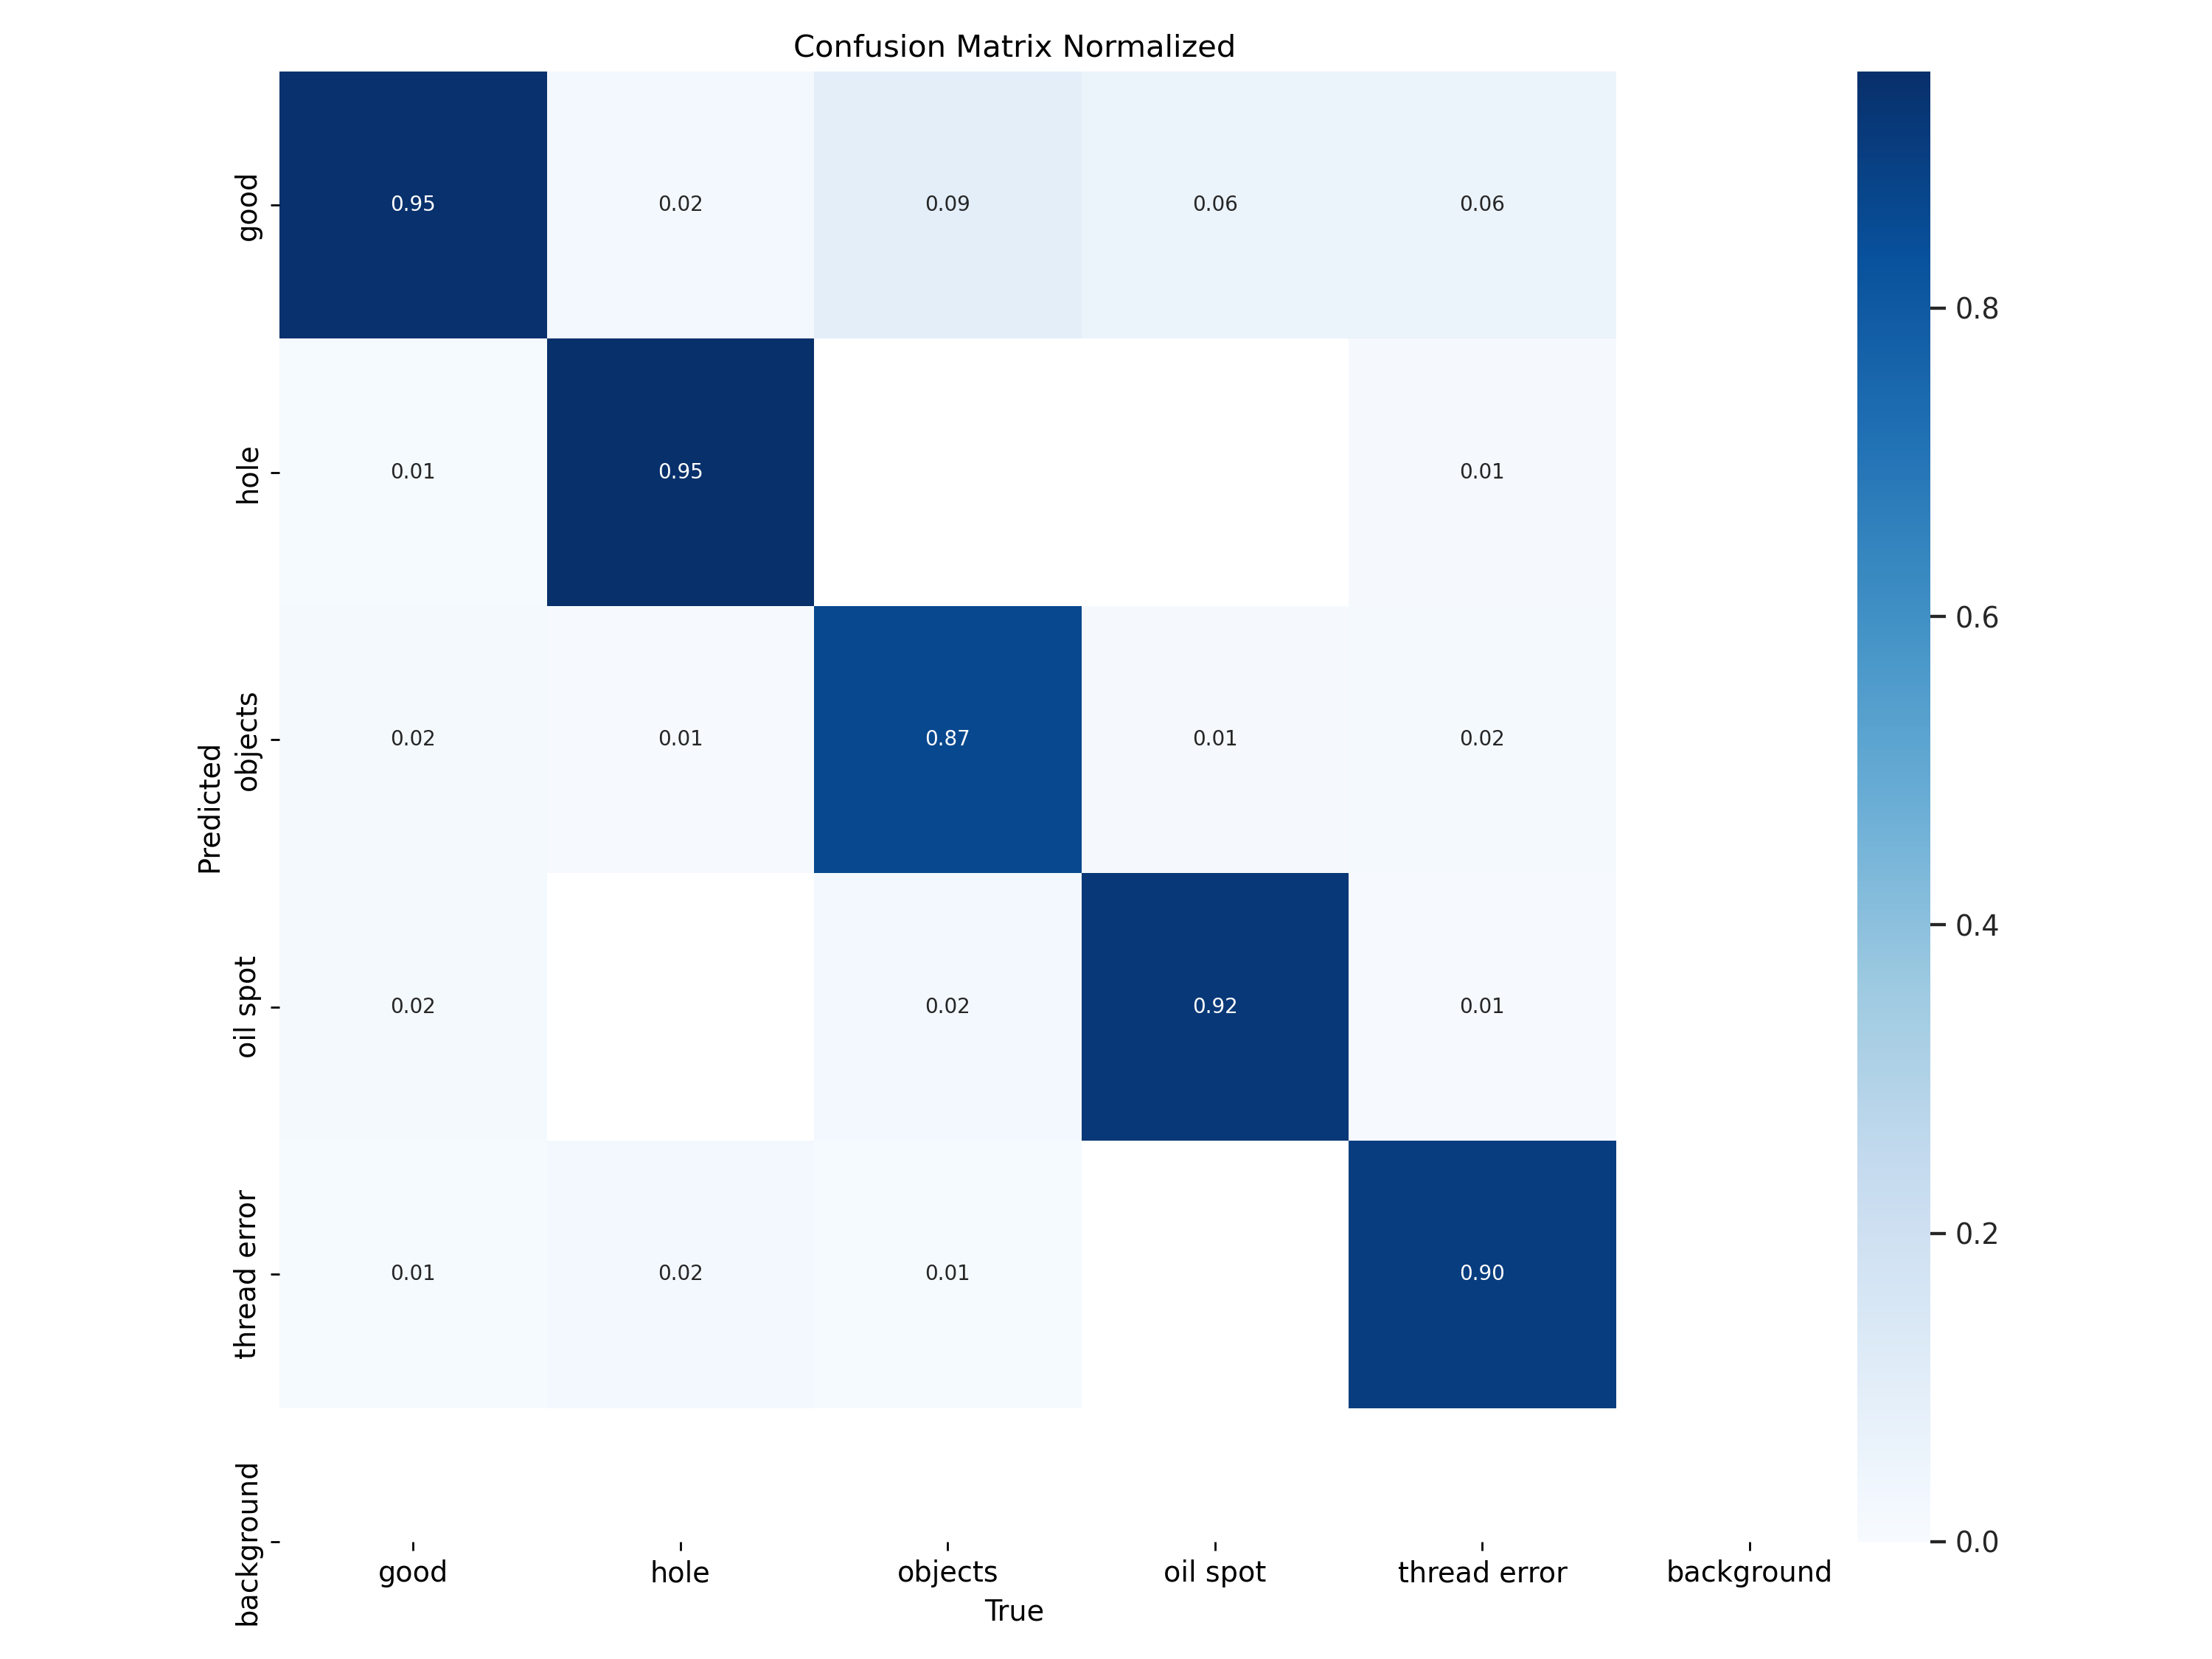 Confusion Matrix Normalized
good 0.95 0.02 0.09 0.06 0.06
hole 0.01 0.95 0.01
objects 0.02 0.01 0.87 0.01 0.02
oil spot 0.02 0.02 0.92 0.01
thread error 0.01 0.02 0.01 0.90
background
Predicted
good hole objects oil spot thread error background
True
0.8
0.6
0.4
0.2
0.0